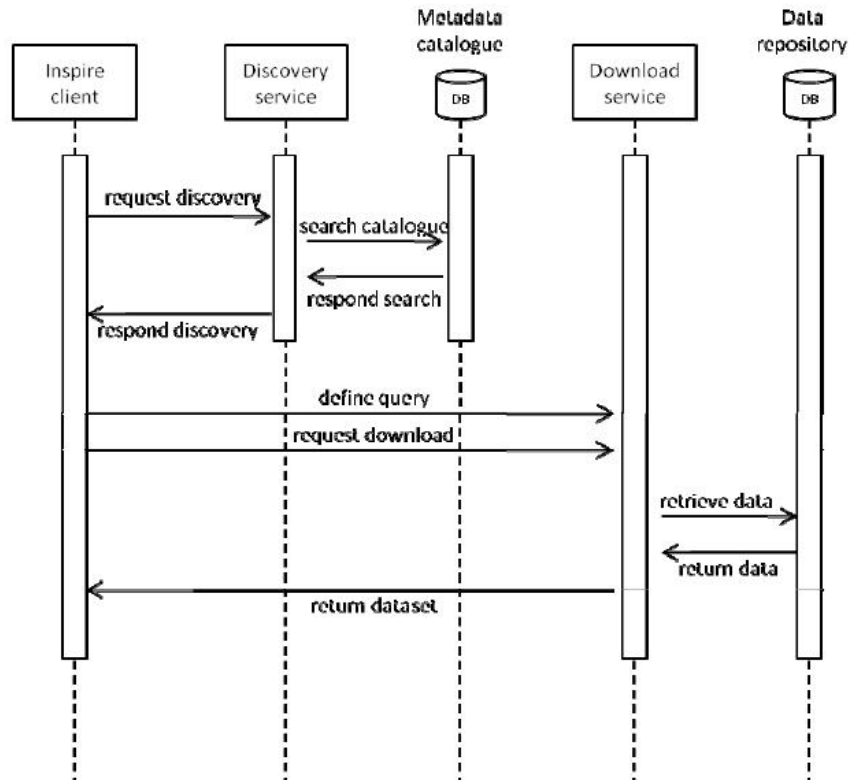 Metadata
catalogue
Data
repository
Inspire
client
Discovery
service
DB
Download
service
DB
request discovery
search catalogue
respond search
respond discovery
define query
request download
retrieve data
return data
return dataset